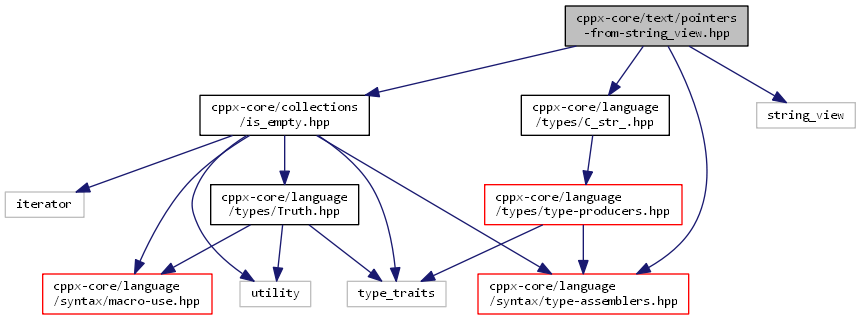 cppx-core/text/pointers
-from-string_view.hpp
cppx-core/collections
/is_empty.hpp
cppx-core/language
/types/C_str_.hpp
string_view
iterator
cppx-core/language
/types/Truth.hpp
cppx-core/language
/types/type-producers.hpp
cppx-core/language
/syntax/macro-use.hpp
utility
type_traits
cppx-core/language
/syntax/type-assemblers.hpp